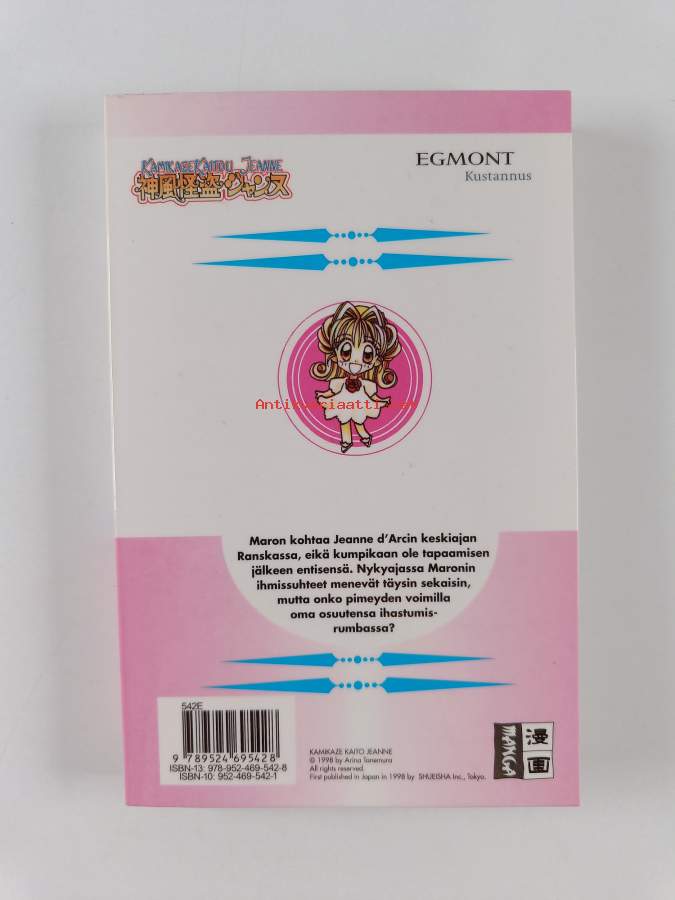 KAMIKAZE KAITOU JEANNE
神風怪盗ジャンヌ
EGMONT
Kustannus
Antikvariaatti.net
Maron kohtaa Jeanne d'Arcin keskiajan
Ranskassa, eikä kumpikaan ole tapaamisen
jälkeen entisensä. Nykyajassa Maronin
ihmissuhteet menevät täysin sekaisin,
mutta onko pimeyden voimilla
oma osuutensa ihastumis-
rumbassa?
542E
9 789524 695428
ISBN-13: 978-952-469-542-8
ISBN-10: 952-469-542-1
KAMIKAZE KAITO JEANNE
© 1998 by Arina Tanemura
All rights reserved.
First published in Japan in 1998 by SHUEISHA Inc., Tokyo.
MANGA
漫画